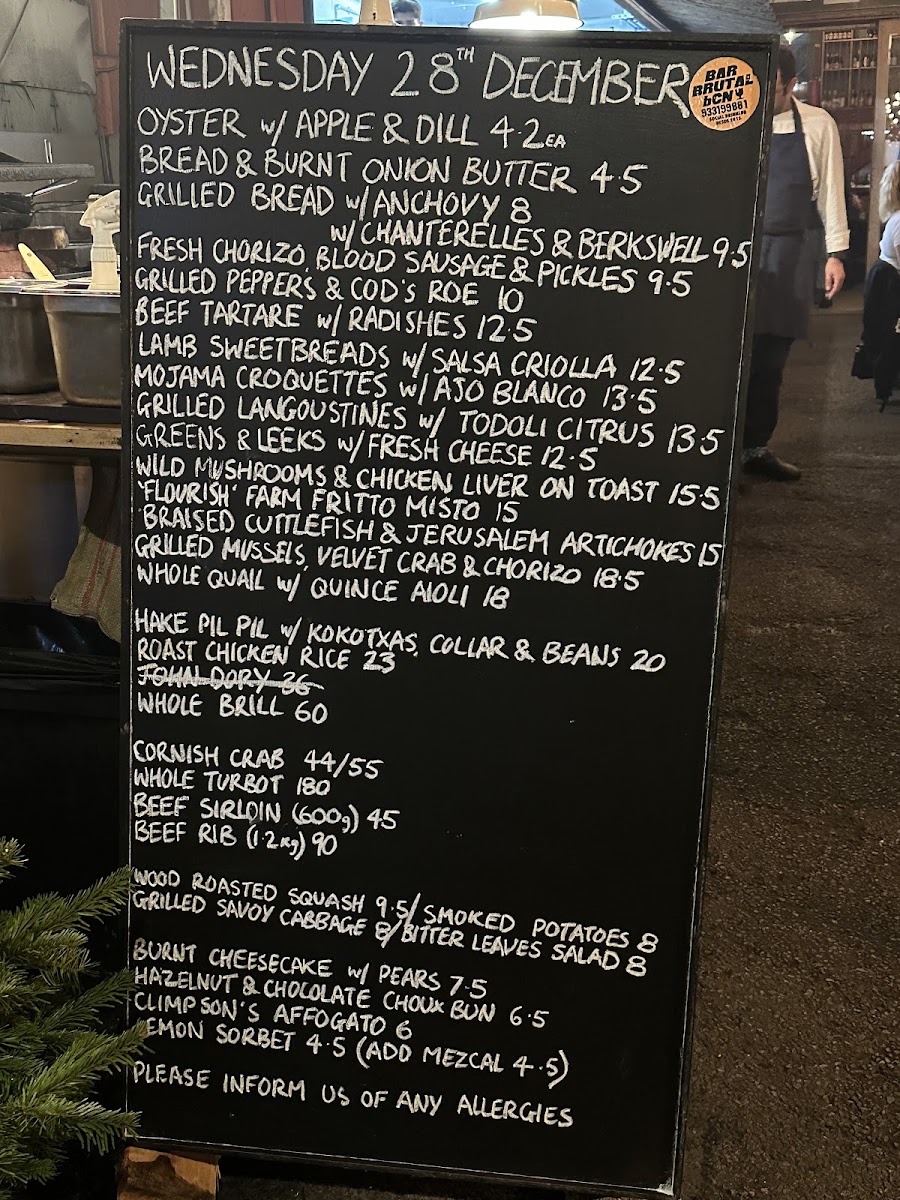 WEDNESDAY 28TH DECEMBER
BAR
BRUTAL
bCN
933199881
SOCIAL DRINKING
DESDE 2013
OYSTER w/ APPLE & DILL 4.2EA
BREAD & BURNT ONION BUTTER 4.5
GRILLED BREAD w/ ANCHOVY 8
w/ CHANTERELLES & BERKSWELL 9.5
FRESH CHORIZO, BLOOD SAUSAGE & PICKLES 9.5
GRILLED PEPPERS & COD'S ROE 10
BEEF TARTARE w/ RADISHES 12.5
LAMB SWEETBREADS w/ SALSA CRIOLLA 12.5
MOJAMA CROQUETTES w/ AJO BLANCO 13.5
GRILLED LANGOUSTINES w/ TODOLI CITRUS 13.5
GREENS & LEEKS w/ FRESH CHEESE 12.5
WILD MUSHROOMS & CHICKEN LIVER ON TOAST 15.5
'FLOURISH' FARM FRITTO MISTO 15
BRAISED CUTTLEFISH & JERUSALEM ARTICHOKES 15
GRILLED MUSSELS, VELVET CRAB & CHORIZO 18.5
WHOLE QUAIL w/ QUINCE AIOLI 18
HAKE PIL PIL w/ KOKOTXAS, COLLAR & BEANS 20
ROAST CHICKEN RICE 23
JOHN DORY 36
WHOLE BRILL 60
CORNISH CRAB 44/55
WHOLE TURBOT 180
BEEF SIRLOIN (600g) 45
BEEF RIB (1.2kg) 90
WOOD ROASTED SQUASH 9.5/ SMOKED POTATOES 8
GRILLED SAVOY CABBAGE 8/ BITTER LEAVES SALAD 8
BURNT CHEESECAKE w/ PEARS 7.5
HAZELNUT & CHOCOLATE CHOUX BUN 6.5
CLIMPSON'S AFFOGATO 6
LEMON SORBET 4.5 (ADD MEZCAL 4.5)
PLEASE INFORM US OF ANY ALLERGIES